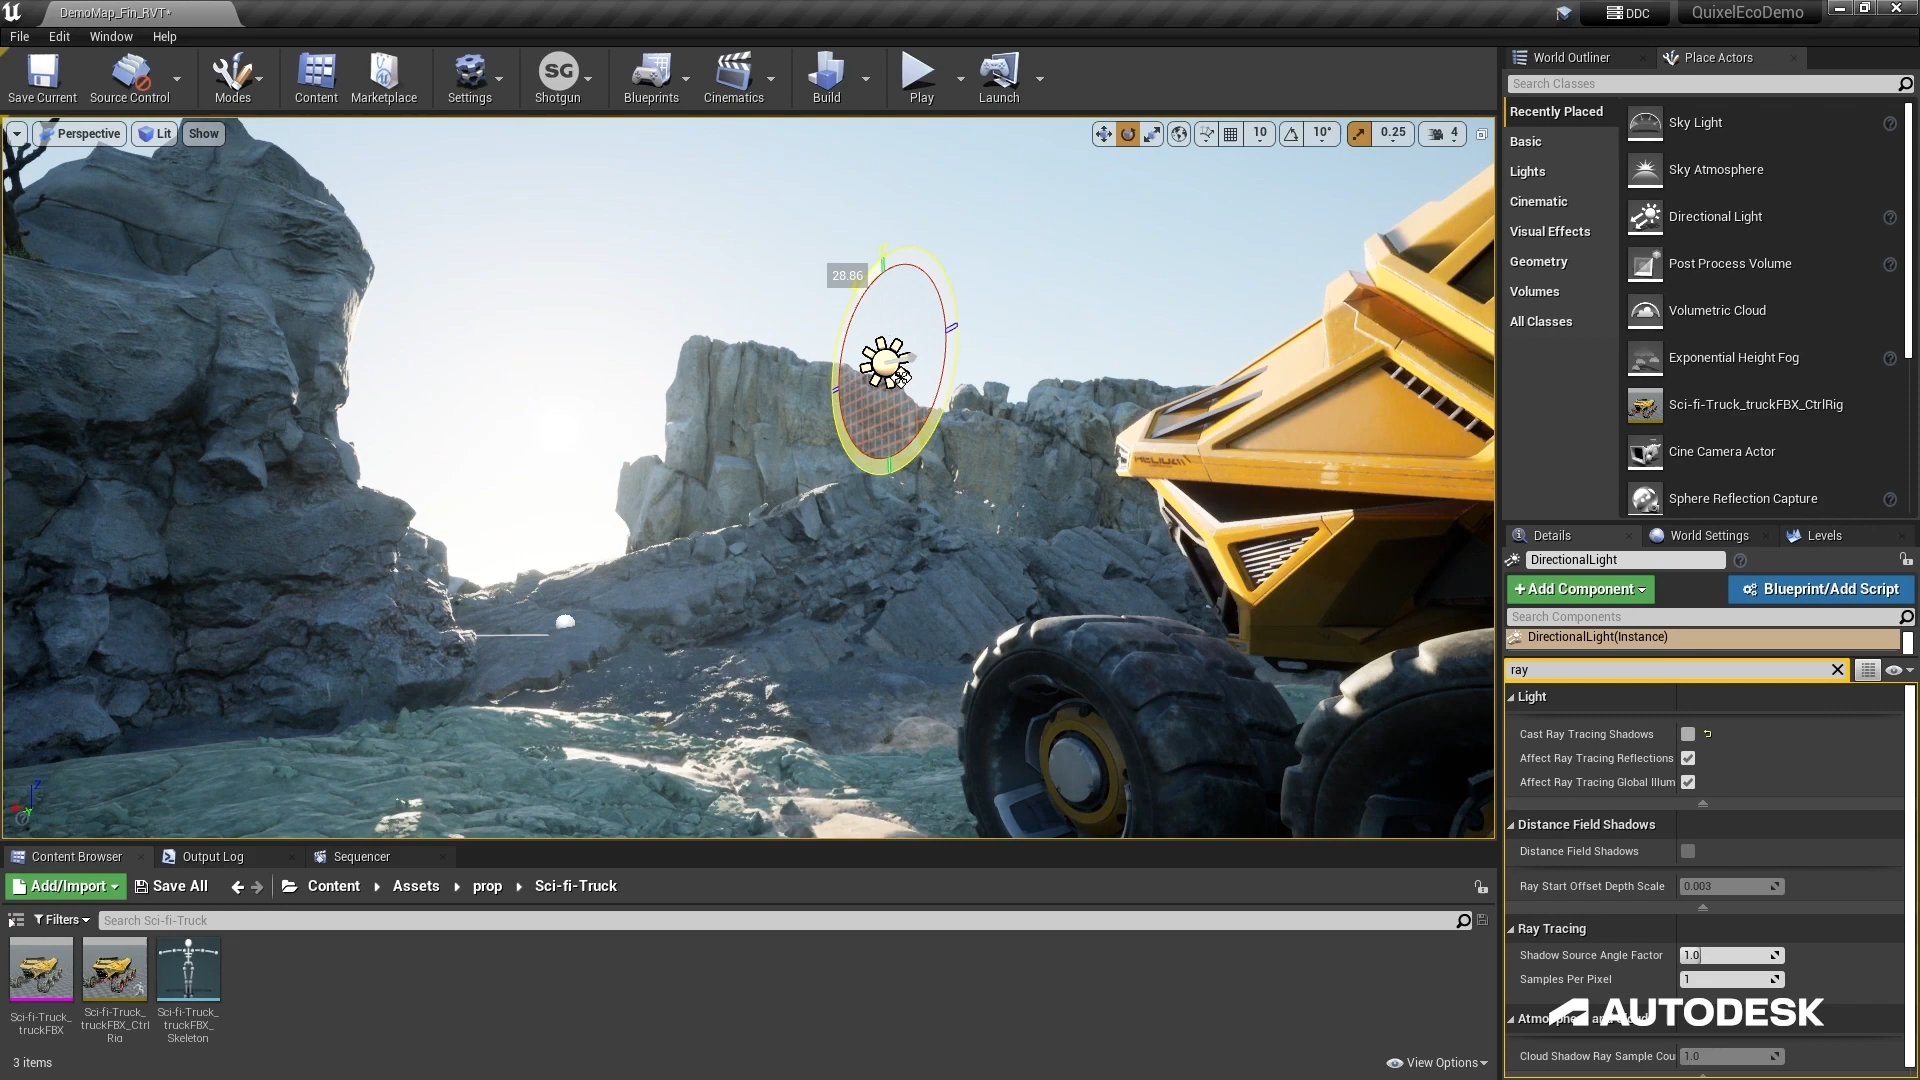 DemoMap_Fin_RVT*
DDC
QuixelEcoDemo
File
Edit
Window
Help
Save Current
Source Control
Modes
Content
Marketplace
Settings
SG
Shotgun
Blueprints
Cinematics
Build
Play
Launch
Perspective
Lit
Show
10
10°
0.25
4
28.86
HELIUM
World Outliner
Place Actors
Search Classes
Recently Placed
Basic
Lights
Cinematic
Visual Effects
Geometry
Volumes
All Classes
Sky Light
Sky Atmosphere
Directional Light
Post Process Volume
Volumetric Cloud
Exponential Height Fog
Sci-fi-Truck_truckFBX_CtrlRig
Cine Camera Actor
Sphere Reflection Capture
Details
World Settings
Levels
DirectionalLight
+Add Component
Blueprint/Add Script
Search Components
DirectionalLight(Instance)
ray
Light
Cast Ray Tracing Shadows
Affect Ray Tracing Reflections
Affect Ray Tracing Global Illum
Distance Field Shadows
Distance Field Shadows
Ray Start Offset Depth Scale
0.003
Ray Tracing
Shadow Source Angle Factor
1.0
Samples Per Pixel
1
AUTODESK
Cloud Shadow Ray Sample Cou
1.0
Z
Content Browser
Output Log
Sequencer
Add/Import
Save All
Content
Assets
prop
Sci-fi-Truck
Filters
Search Sci-fi-Truck
Sci-fi-Truck_
truckFBX
Sci-fi-Truck_
truckFBX_Ctrl
Rig
Sci-fi-Truck_
truckFBX_
Skeleton
3 items
View Options